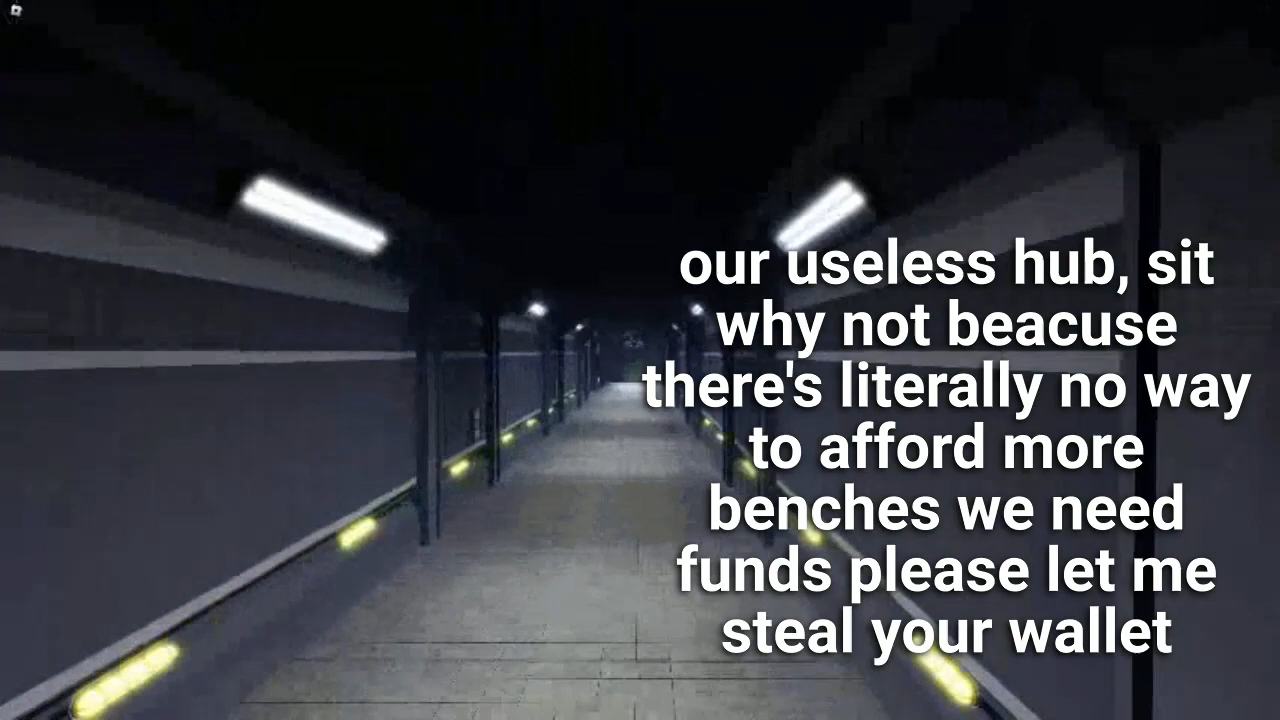 our useless hub, sit
why not beacuse
there's literally no way
to afford more
benches we need
funds please let me
steal your wallet